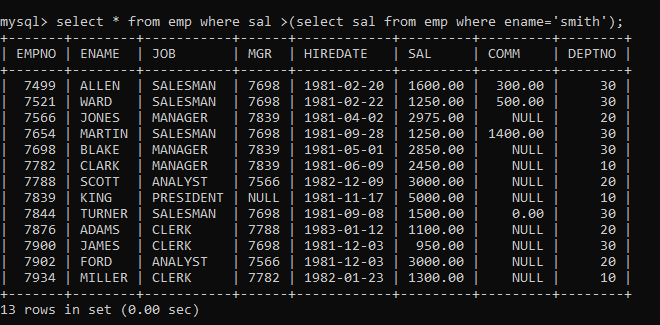 mysql> select * from emp where sal >(select sal from emp where ename='smith');
+-------+--------+-----------+------+------------+---------+---------+--------+
| EMPNO | ENAME  | JOB       | MGR  | HIREDATE   | SAL     | COMM    | DEPTNO |
+-------+--------+-----------+------+------------+---------+---------+--------+
|  7499 | ALLEN  | SALESMAN  | 7698 | 1981-02-20 | 1600.00 |  300.00 |     30 |
|  7521 | WARD   | SALESMAN  | 7698 | 1981-02-22 | 1250.00 |  500.00 |     30 |
|  7566 | JONES  | MANAGER   | 7839 | 1981-04-02 | 2975.00 |    NULL |     20 |
|  7654 | MARTIN | SALESMAN  | 7698 | 1981-09-28 | 1250.00 | 1400.00 |     30 |
|  7698 | BLAKE  | MANAGER   | 7839 | 1981-05-01 | 2850.00 |    NULL |     30 |
|  7782 | CLARK  | MANAGER   | 7839 | 1981-06-09 | 2450.00 |    NULL |     10 |
|  7788 | SCOTT  | ANALYST   | 7566 | 1982-12-09 | 3000.00 |    NULL |     20 |
|  7839 | KING   | PRESIDENT | NULL | 1981-11-17 | 5000.00 |    NULL |     10 |
|  7844 | TURNER | SALESMAN  | 7698 | 1981-09-08 | 1500.00 |    0.00 |     30 |
|  7876 | ADAMS  | CLERK     | 7788 | 1983-01-12 | 1100.00 |    NULL |     20 |
|  7900 | JAMES  | CLERK     | 7698 | 1981-12-03 |  950.00 |    NULL |     30 |
|  7902 | FORD   | ANALYST   | 7566 | 1981-12-03 | 3000.00 |    NULL |     20 |
|  7934 | MILLER | CLERK     | 7782 | 1982-01-23 | 1300.00 |    NULL |     10 |
+-------+--------+-----------+------+------------+---------+---------+--------+
13 rows in set (0.00 sec)